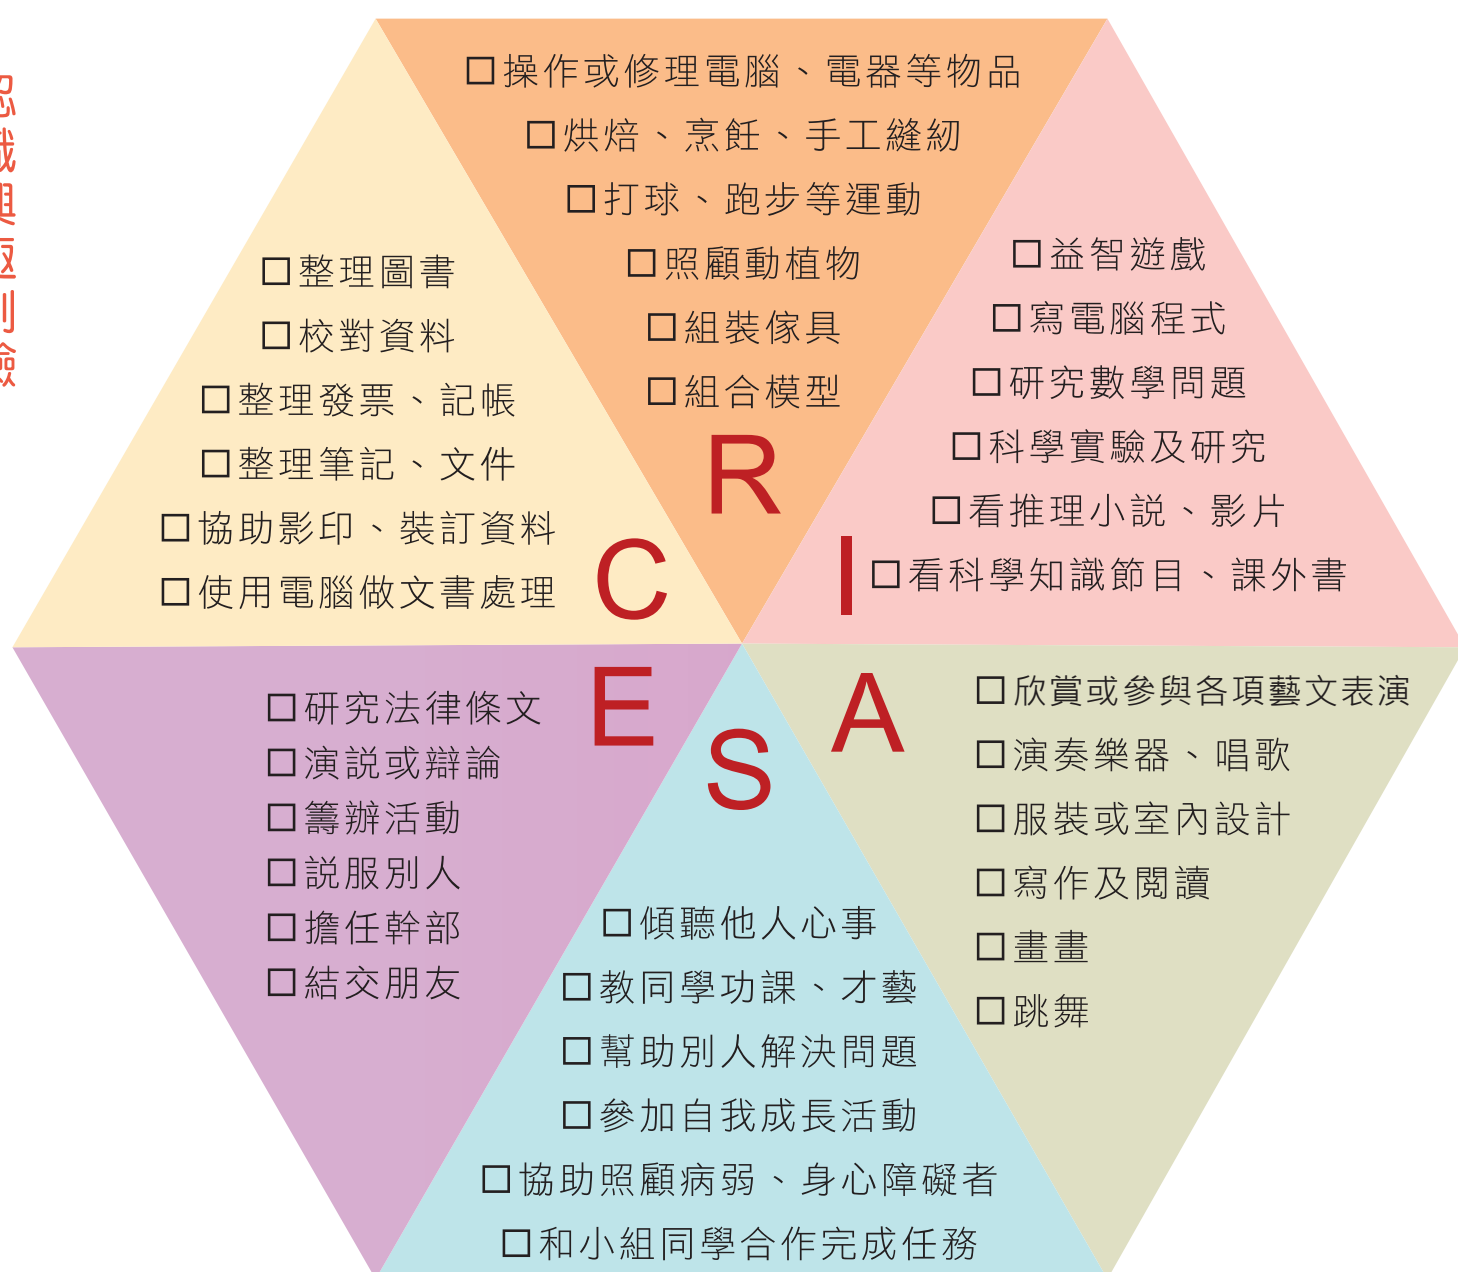 □操作或修理電腦、電器等物品
□烘焙、烹飪、手工縫紉
□打球、跑步等運動
□照顧動植物
□組裝傢具
□組合模型
R
□益智遊戲
□寫電腦程式
□研究數學問題
□科學實驗及研究
□看推理小説、影片
□看科學知識節目、課外書
I
□欣賞或參與各項藝文表演
□演奏樂器、唱歌
□服裝或室內設計
□寫作及閲讀
□畫畫
□跳舞
A
S
□傾聽他人心事
□教同學功課、才藝
□幫助別人解決問題
□參加自我成長活動
□協助照顧病弱、身心障礙者
□和小組同學合作完成任務
E
□研究法律條文
□演説或辯論
□籌辦活動
□説服別人
□擔任幹部
□結交朋友
C
□整理圖書
□校對資料
□整理發票、記帳
□整理筆記、文件
□協助影印、裝訂資料
□使用電腦做文書處理